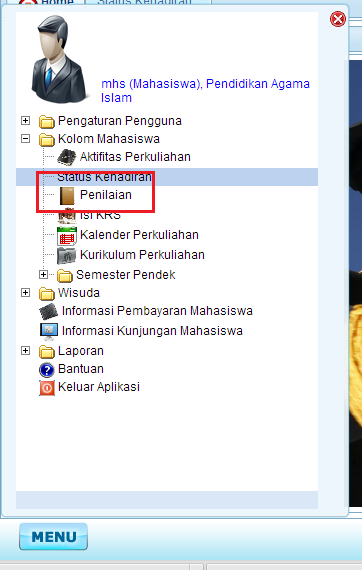 Home
Status Kehadiran
mhs (Mahasiswa), Pendidikan Agama
Islam
Pengaturan Pengguna
Kolom Mahasiswa
Aktifitas Perkuliahan
Status Kehadiran
Penilaian
Isi KRS
Kalender Perkuliahan
Kurikulum Perkuliahan
Semester Pendek
Wisuda
Informasi Pembayaran Mahasiswa
Informasi Kunjungan Mahasiswa
Laporan
Bantuan
Keluar Aplikasi
MENU